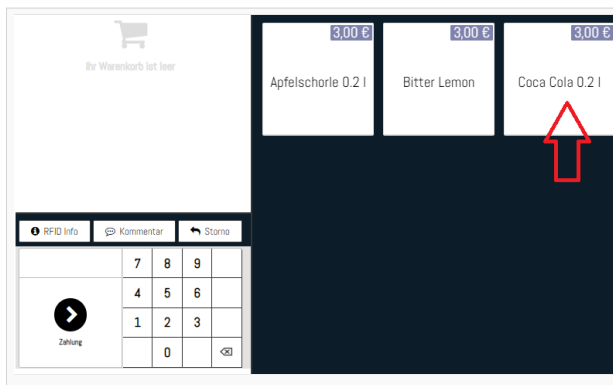 Ihr Warenkorb ist leer
3,00 €
3,00 €
3,00 €
Apfelschorle 0.2 l
Bitter Lemon
Coca Cola 0.2 l
RFID Info
Kommentar
Storno
7 8 9
4 5 6
1 2 3
Zahlung
0